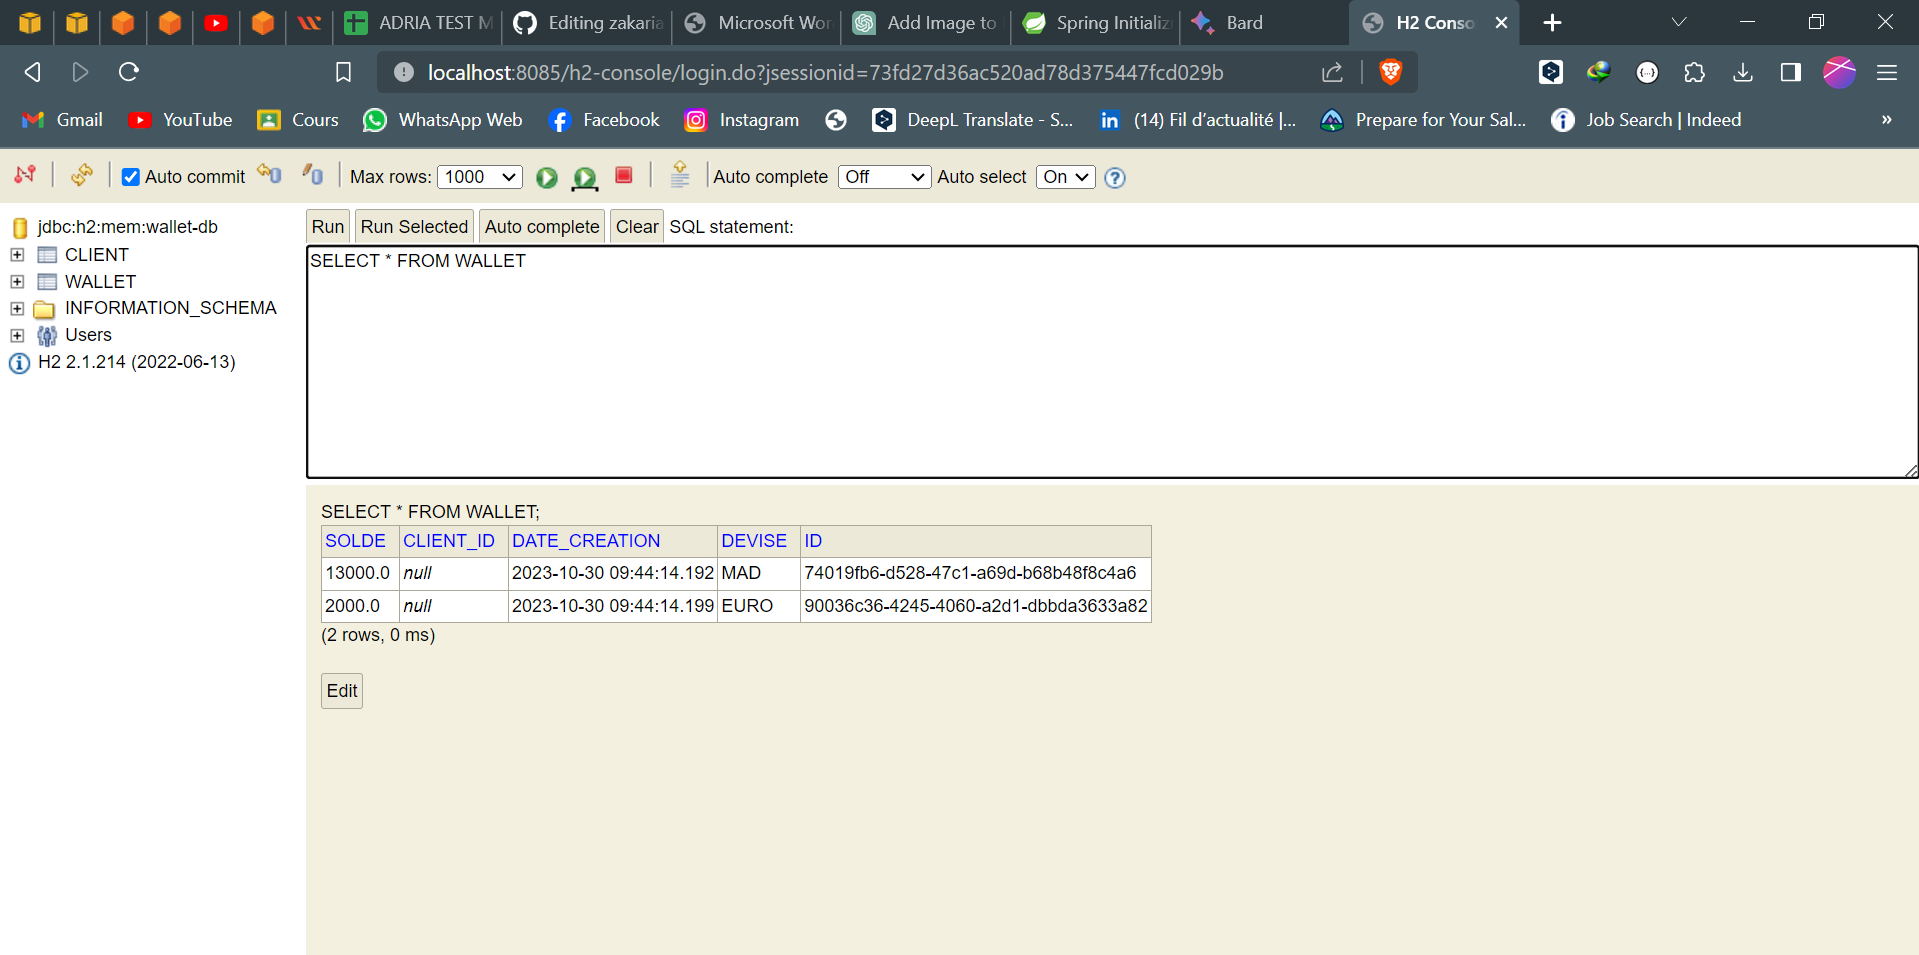 ADRIA TEST M
Editing zakaria
Microsoft Wor
Add Image to
Spring Initializ
Bard
H2 Conso
localhost:8085/h2-console/login.do?jsessionid=73fd27d36ac520ad78d375447fcd029b
Gmail YouTube Cours WhatsApp Web Facebook Instagram DeepL Translate - S... (14) Fil d’actualité |... Prepare for Your Sal... Job Search | Indeed »
Auto commit Max rows: 1000 Auto complete Off Auto select On
jdbc:h2:mem:wallet-db
CLIENT
WALLET
INFORMATION_SCHEMA
Users
H2 2.1.214 (2022-06-13)
Run Run Selected Auto complete Clear SQL statement:
SELECT * FROM WALLET
SELECT * FROM WALLET;
SOLDE CLIENT_ID DATE_CREATION DEVISE ID
13000.0 null 2023-10-30 09:44:14.192 MAD 74019fb6-d528-47c1-a69d-b68b48f8c4a6
2000.0 null 2023-10-30 09:44:14.199 EURO 90036c36-4245-4060-a2d1-dbbda3633a82
(2 rows, 0 ms)
Edit